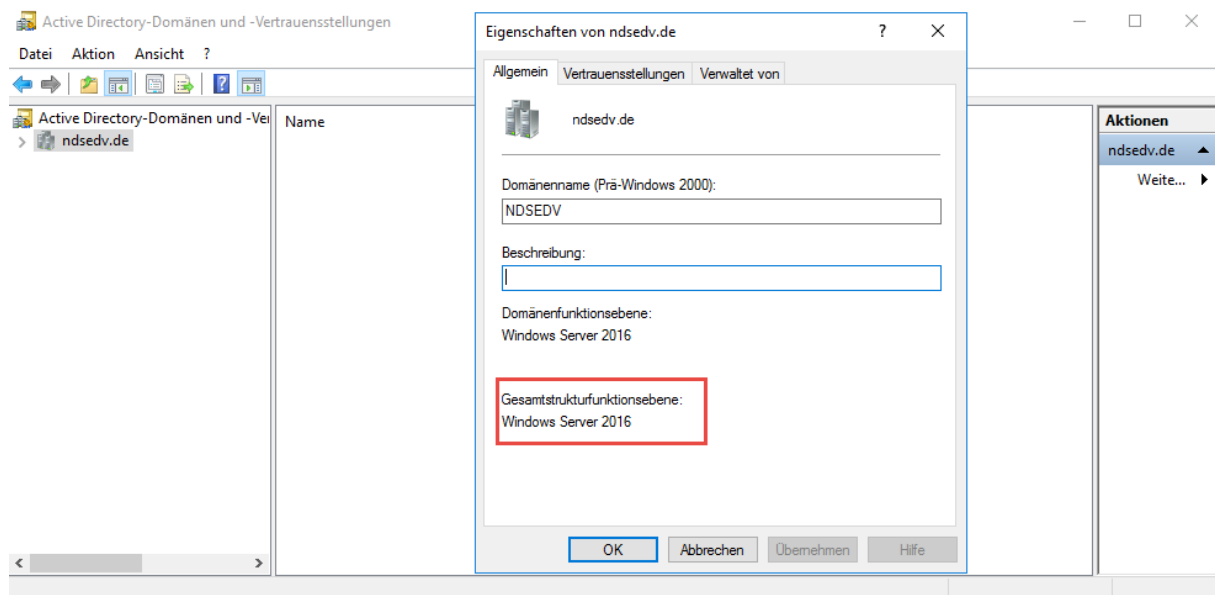 Active Directory-Domänen und -Vertrauensstellungen
Datei Aktion Ansicht ?
Active Directory-Domänen und -Ver
ndsedv.de
Name
Eigenschaften von ndsedv.de ?
Allgemein Vertrauensstellungen Verwaltet von
ndsedv.de
Domänenname (Prä-Windows 2000):
NDSEDV
Beschreibung:
Domänenfunktionsebene:
Windows Server 2016
Gesamtstrukturfunktionsebene:
Windows Server 2016
OK Abbrechen Übernehmen Hilfe
Aktionen
ndsedv.de
Weite...